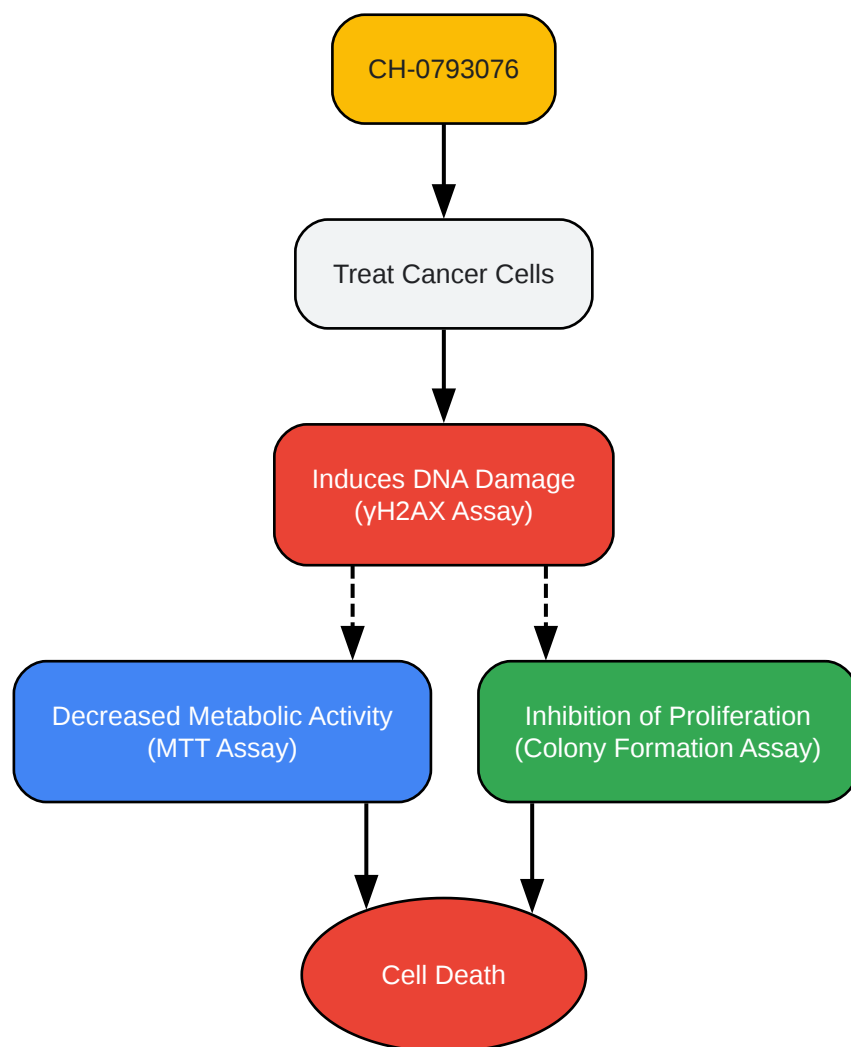 CH-0793076
Treat Cancer Cells
Induces DNA Damage
(γH2AX Assay)
Decreased Metabolic Activity
(MTT Assay)
Inhibition of Proliferation
(Colony Formation Assay)
Cell Death